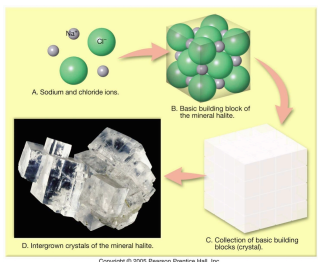 Na+
Cl–
A. Sodium and chloride ions.
B. Basic building block of
the mineral halite.
C. Collection of basic building
blocks (crystal).
D. Intergrown crystals of the mineral halite.
Copyright © 2005 Pearson Prentice Hall, Inc.